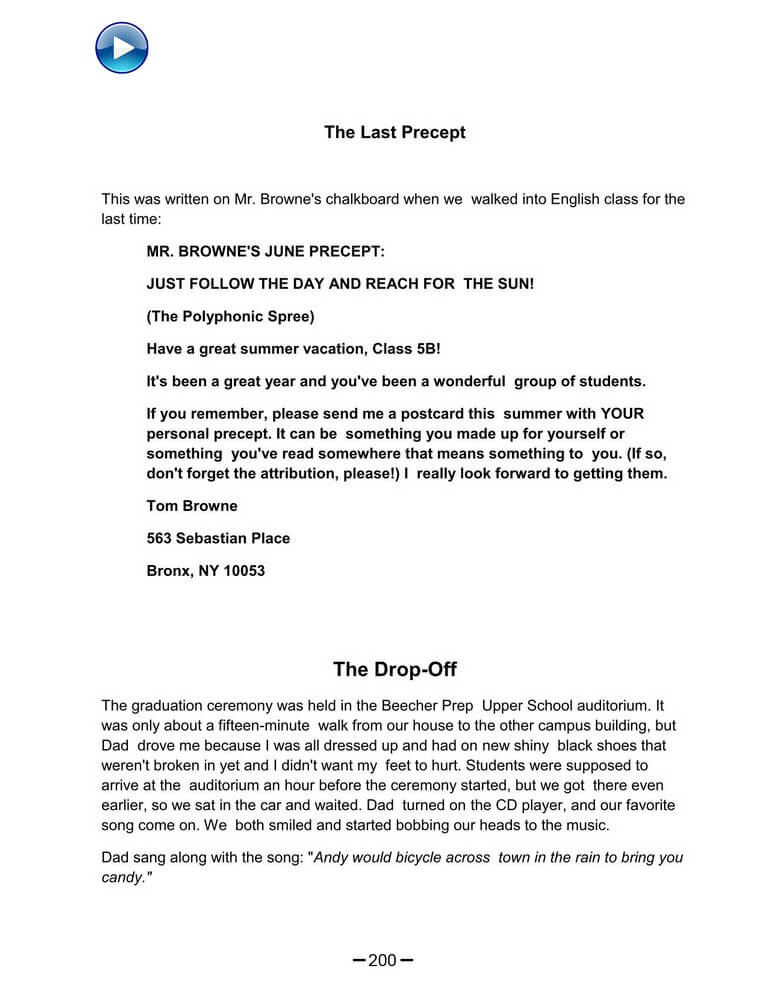 The Last Precept
This was written on Mr. Browne's chalkboard when we walked into English class for the
last time:
MR. BROWNE'S JUNE PRECEPT:
JUST FOLLOW THE DAY AND REACH FOR THE SUN!
(The Polyphonic Spree)
Have a great summer vacation, Class 5B!
It's been a great year and you've been a wonderful group of students.
If you remember, please send me a postcard this summer with YOUR
personal precept. It can be something you made up for yourself or
something you've read somewhere that means something to you. (If so,
don't forget the attribution, please!) I really look forward to getting them.
Tom Browne
563 Sebastian Place
Bronx, NY 10053
The Drop-Off
The graduation ceremony was held in the Beecher Prep Upper School auditorium. It
was only about a fifteen-minute walk from our house to the other campus building, but
Dad drove me because I was all dressed up and had on new shiny black shoes that
weren't broken in yet and I didn't want my feet to hurt. Students were supposed to
arrive at the auditorium an hour before the ceremony started, but we got there even
earlier, so we sat in the car and waited. Dad turned on the CD player, and our favorite
song come on. We both smiled and started bobbing our heads to the music.
Dad sang along with the song: "Andy would bicycle across town in the rain to bring you
candy."
—200—